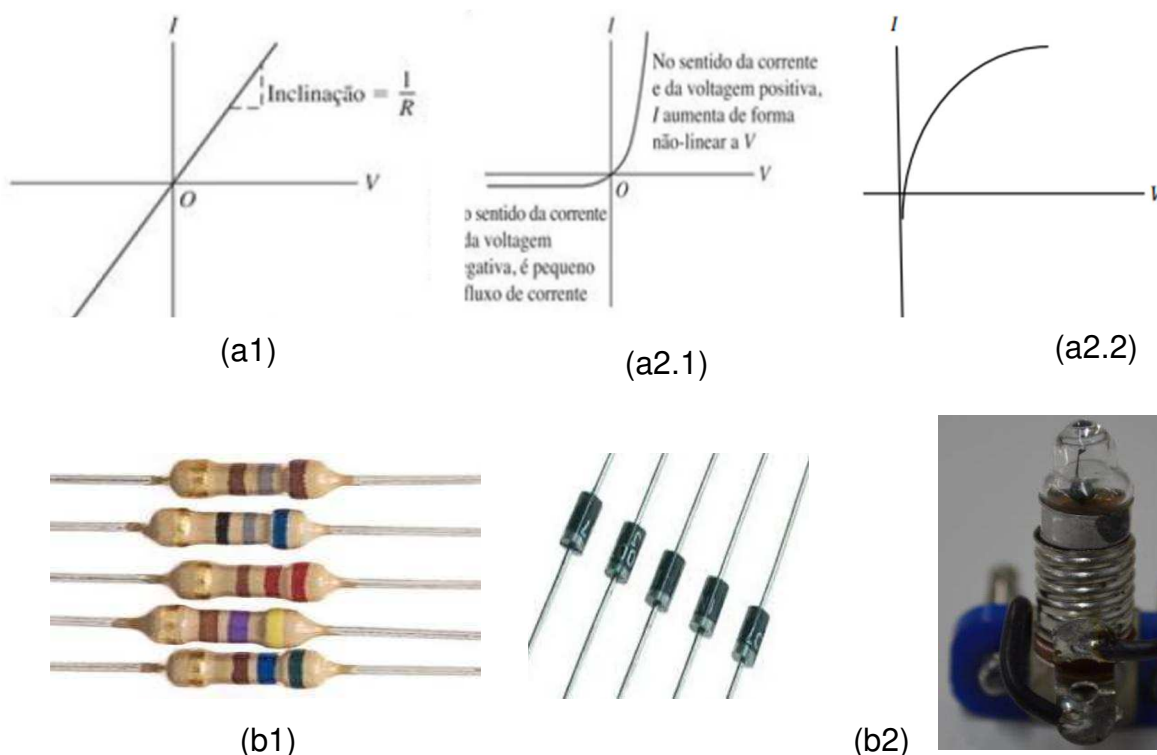 I
Inclinação = 1/R
V
O
(a1)
I
No sentido da corrente
e da voltagem positiva,
I aumenta de forma
não-linear a V
V
O
sentido da corrente
da voltagem
gativa, é pequeno
fluxo de corrente
(a2.1)
I
V
(a2.2)
(b1)
(b2)